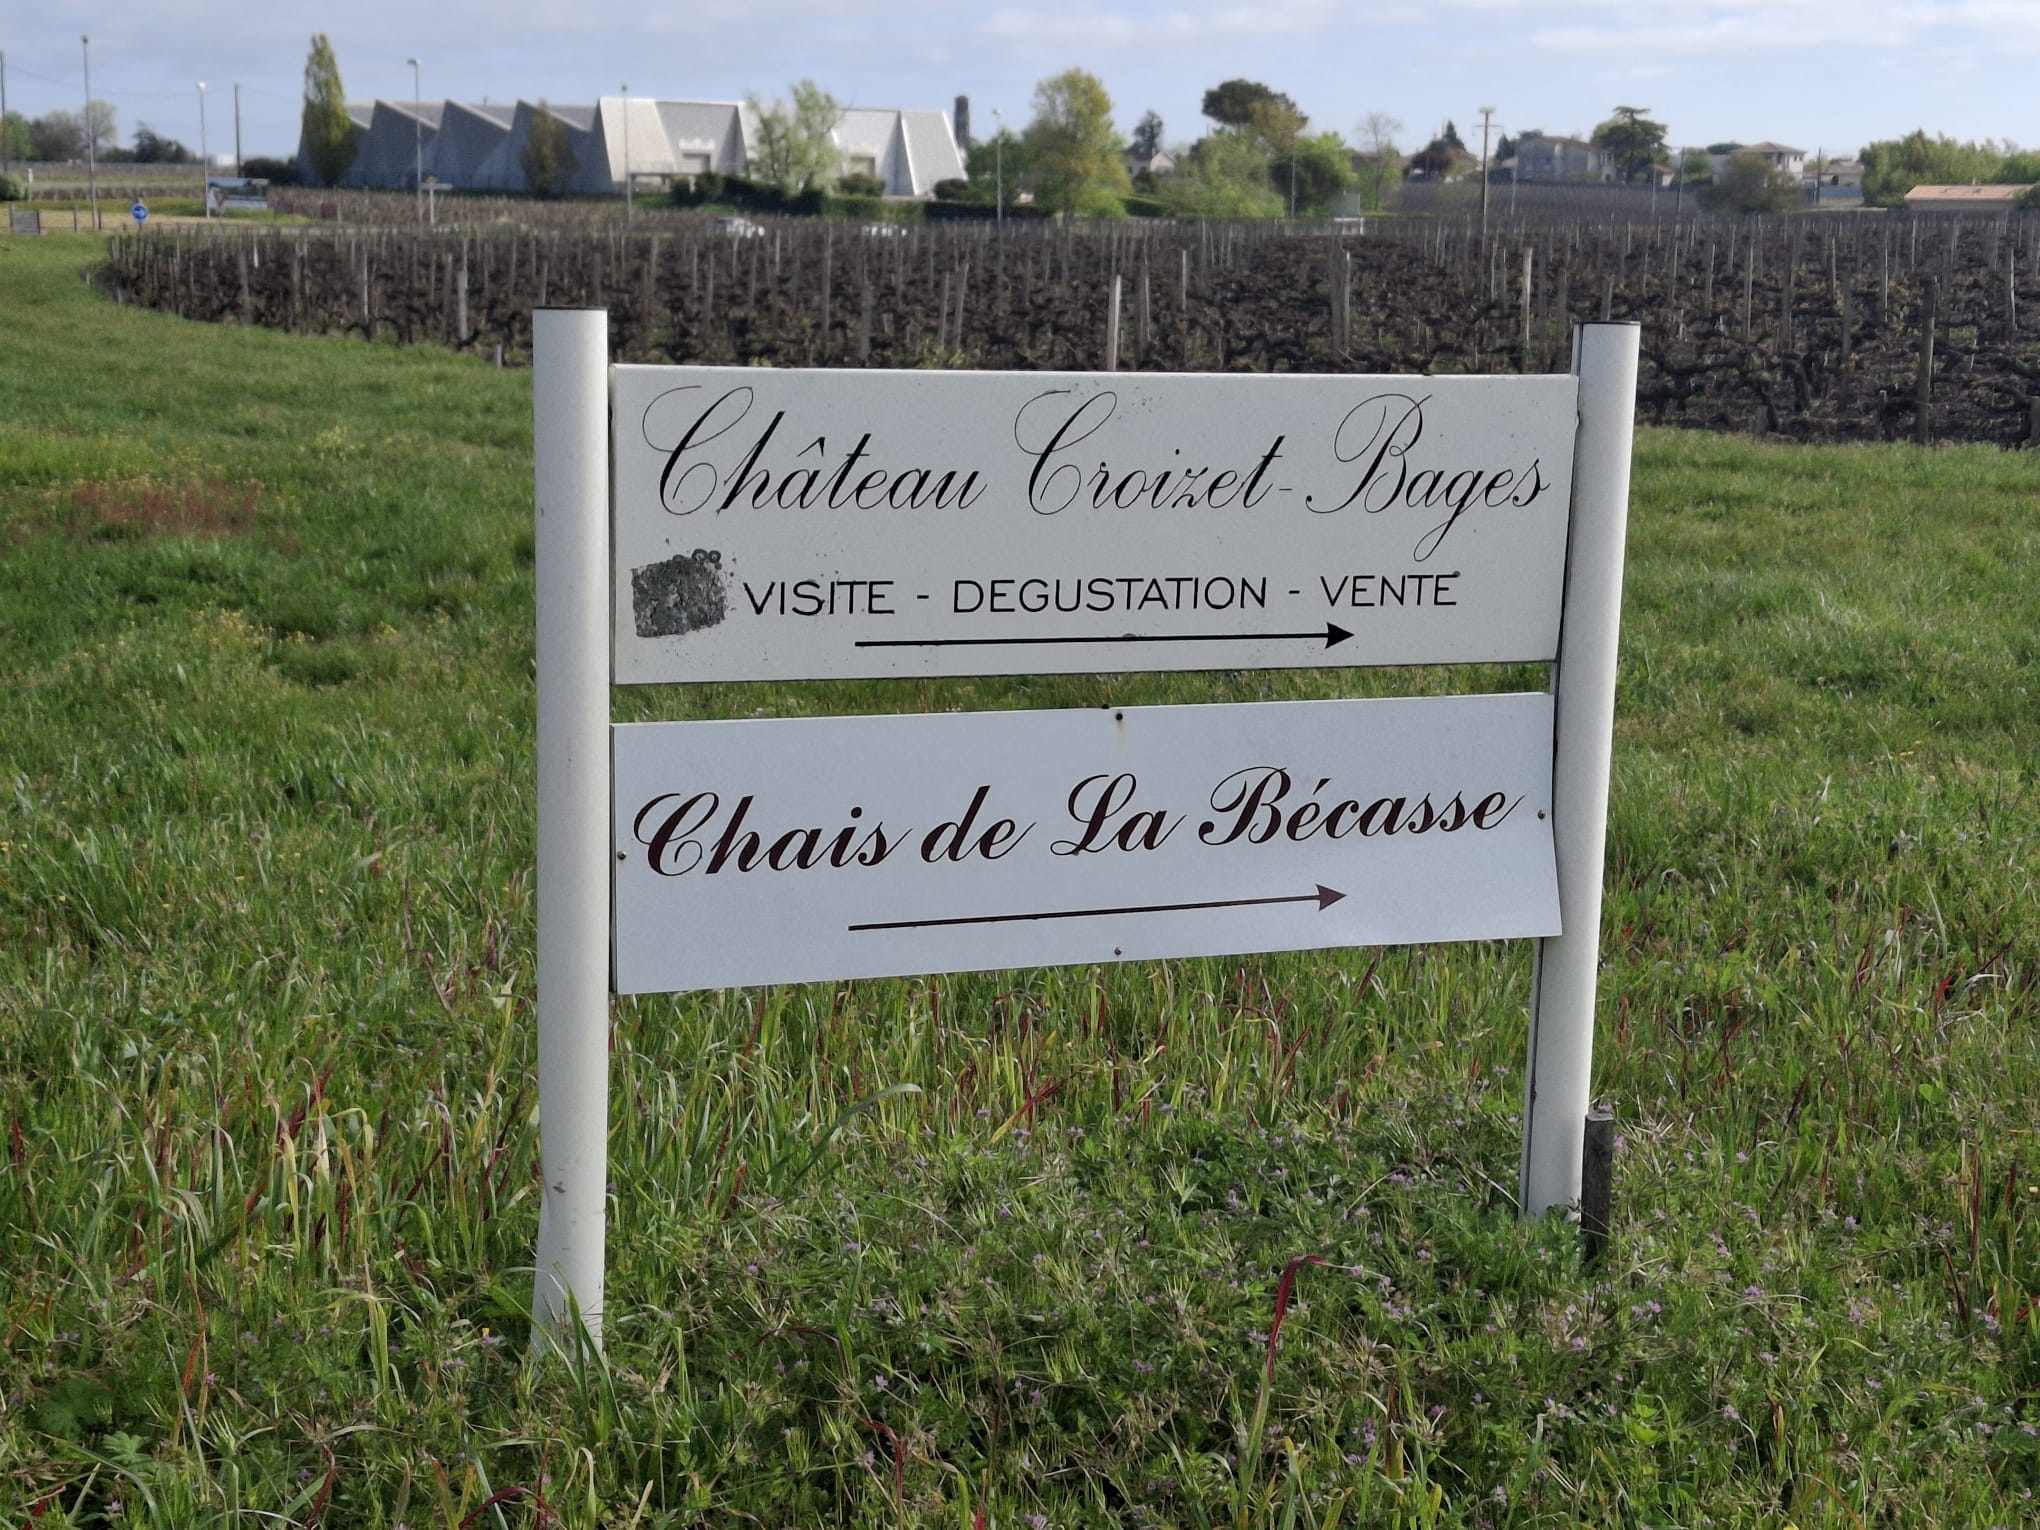 Château Croizet-Bages
VISITE - DEGUSTATION - VENTE
Chais de La Bécasse